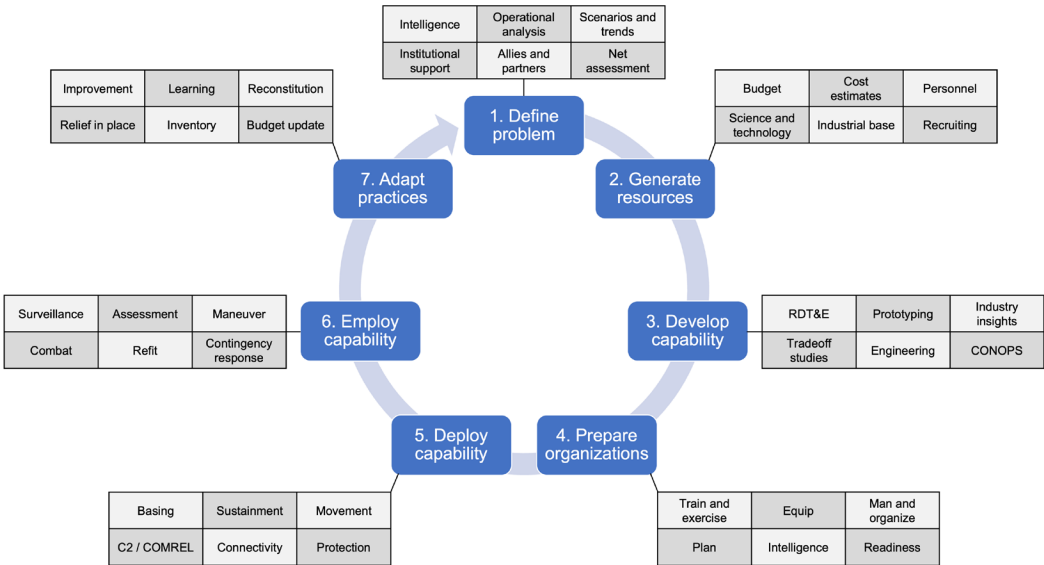 Intelligence
Operational
analysis
Scenarios and
trends
Institutional
support
Allies and
partners
Net
assessment
1. Define
problem
Budget
Cost
estimates
Personnel
Science and
technology
Industrial base
Recruiting
2. Generate
resources
RDT&E
Prototyping
Industry
insights
Tradeoff
studies
Engineering
CONOPS
3. Develop
capability
Train and
exercise
Equip
Man and
organize
Plan
Intelligence
Readiness
4. Prepare
organizations
Basing
Sustainment
Movement
C2 / COMREL
Connectivity
Protection
5. Deploy
capability
Surveillance
Assessment
Maneuver
Combat
Refit
Contingency
response
6. Employ
capability
Improvement
Learning
Reconstitution
Relief in place
Inventory
Budget update
7. Adapt
practices